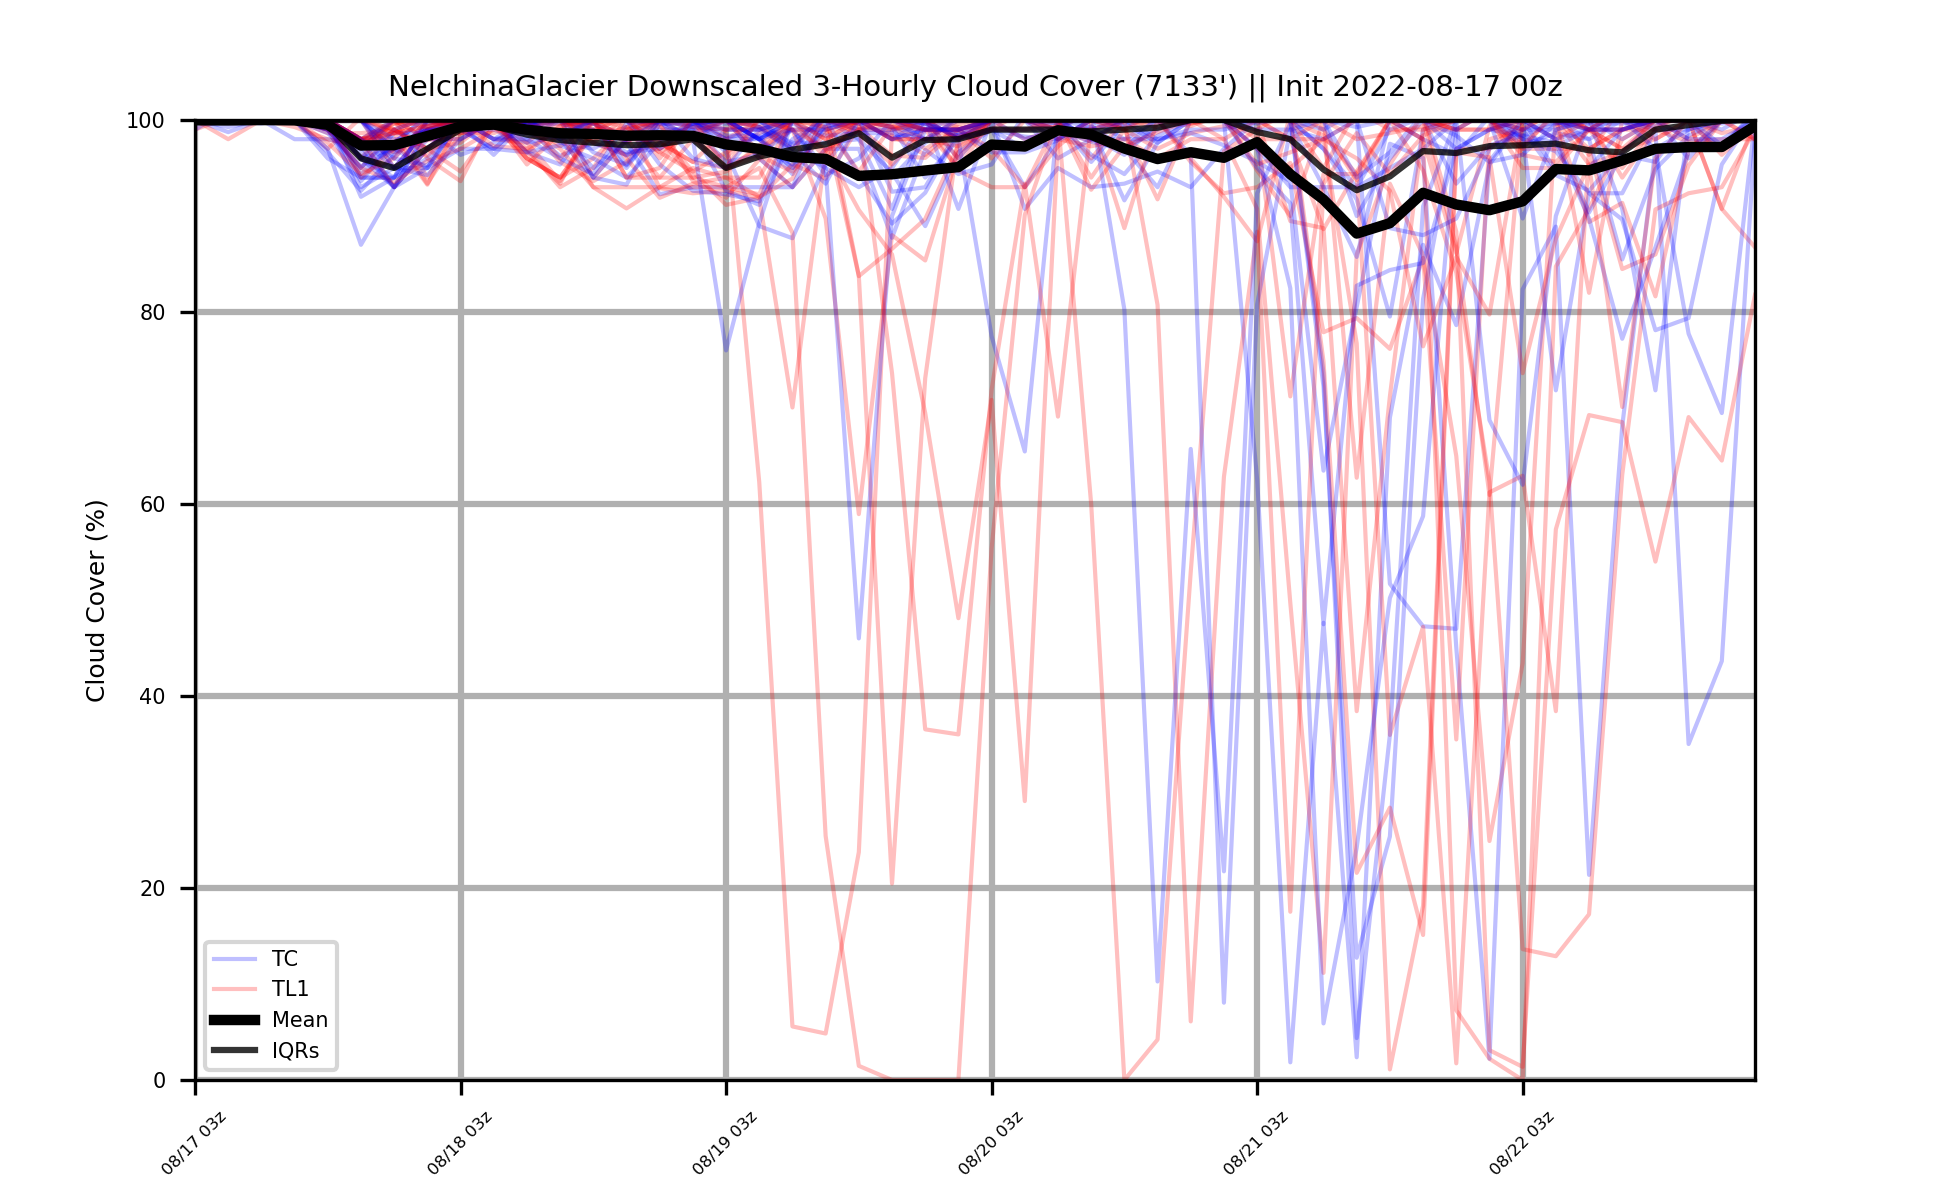 NelchinaGlacier Downscaled 3-Hourly Cloud Cover (7133') || Init 2022-08-17 00z
Cloud Cover (%)
100
80
60
40
20
0
TC
TL1
Mean
IQRs
08/17 03z
08/18 03z
08/19 03z
08/20 03z
08/21 03z
08/22 03z